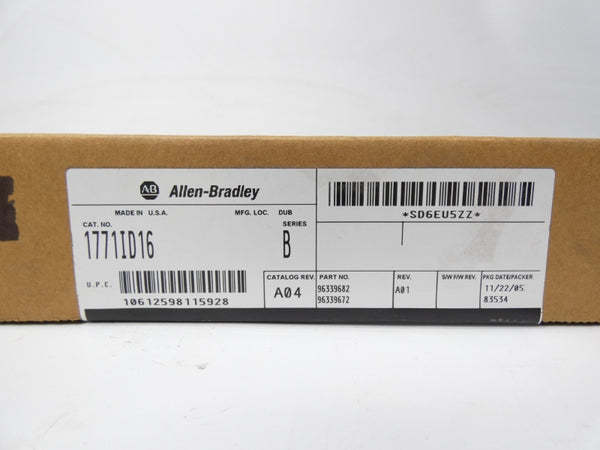 AB Allen-Bradley
MADE IN U.S.A. MFG. LOC. DUB
CAT. NO. SERIES
1771ID16 B
U.P.C.
10612598115928
*SD6EU5ZZ*
CATALOG REV. PART NO. REV. S/W F/W REV. PKG DATE/PACKER
A04 96339682 A01 11/22/05
96339672 83534